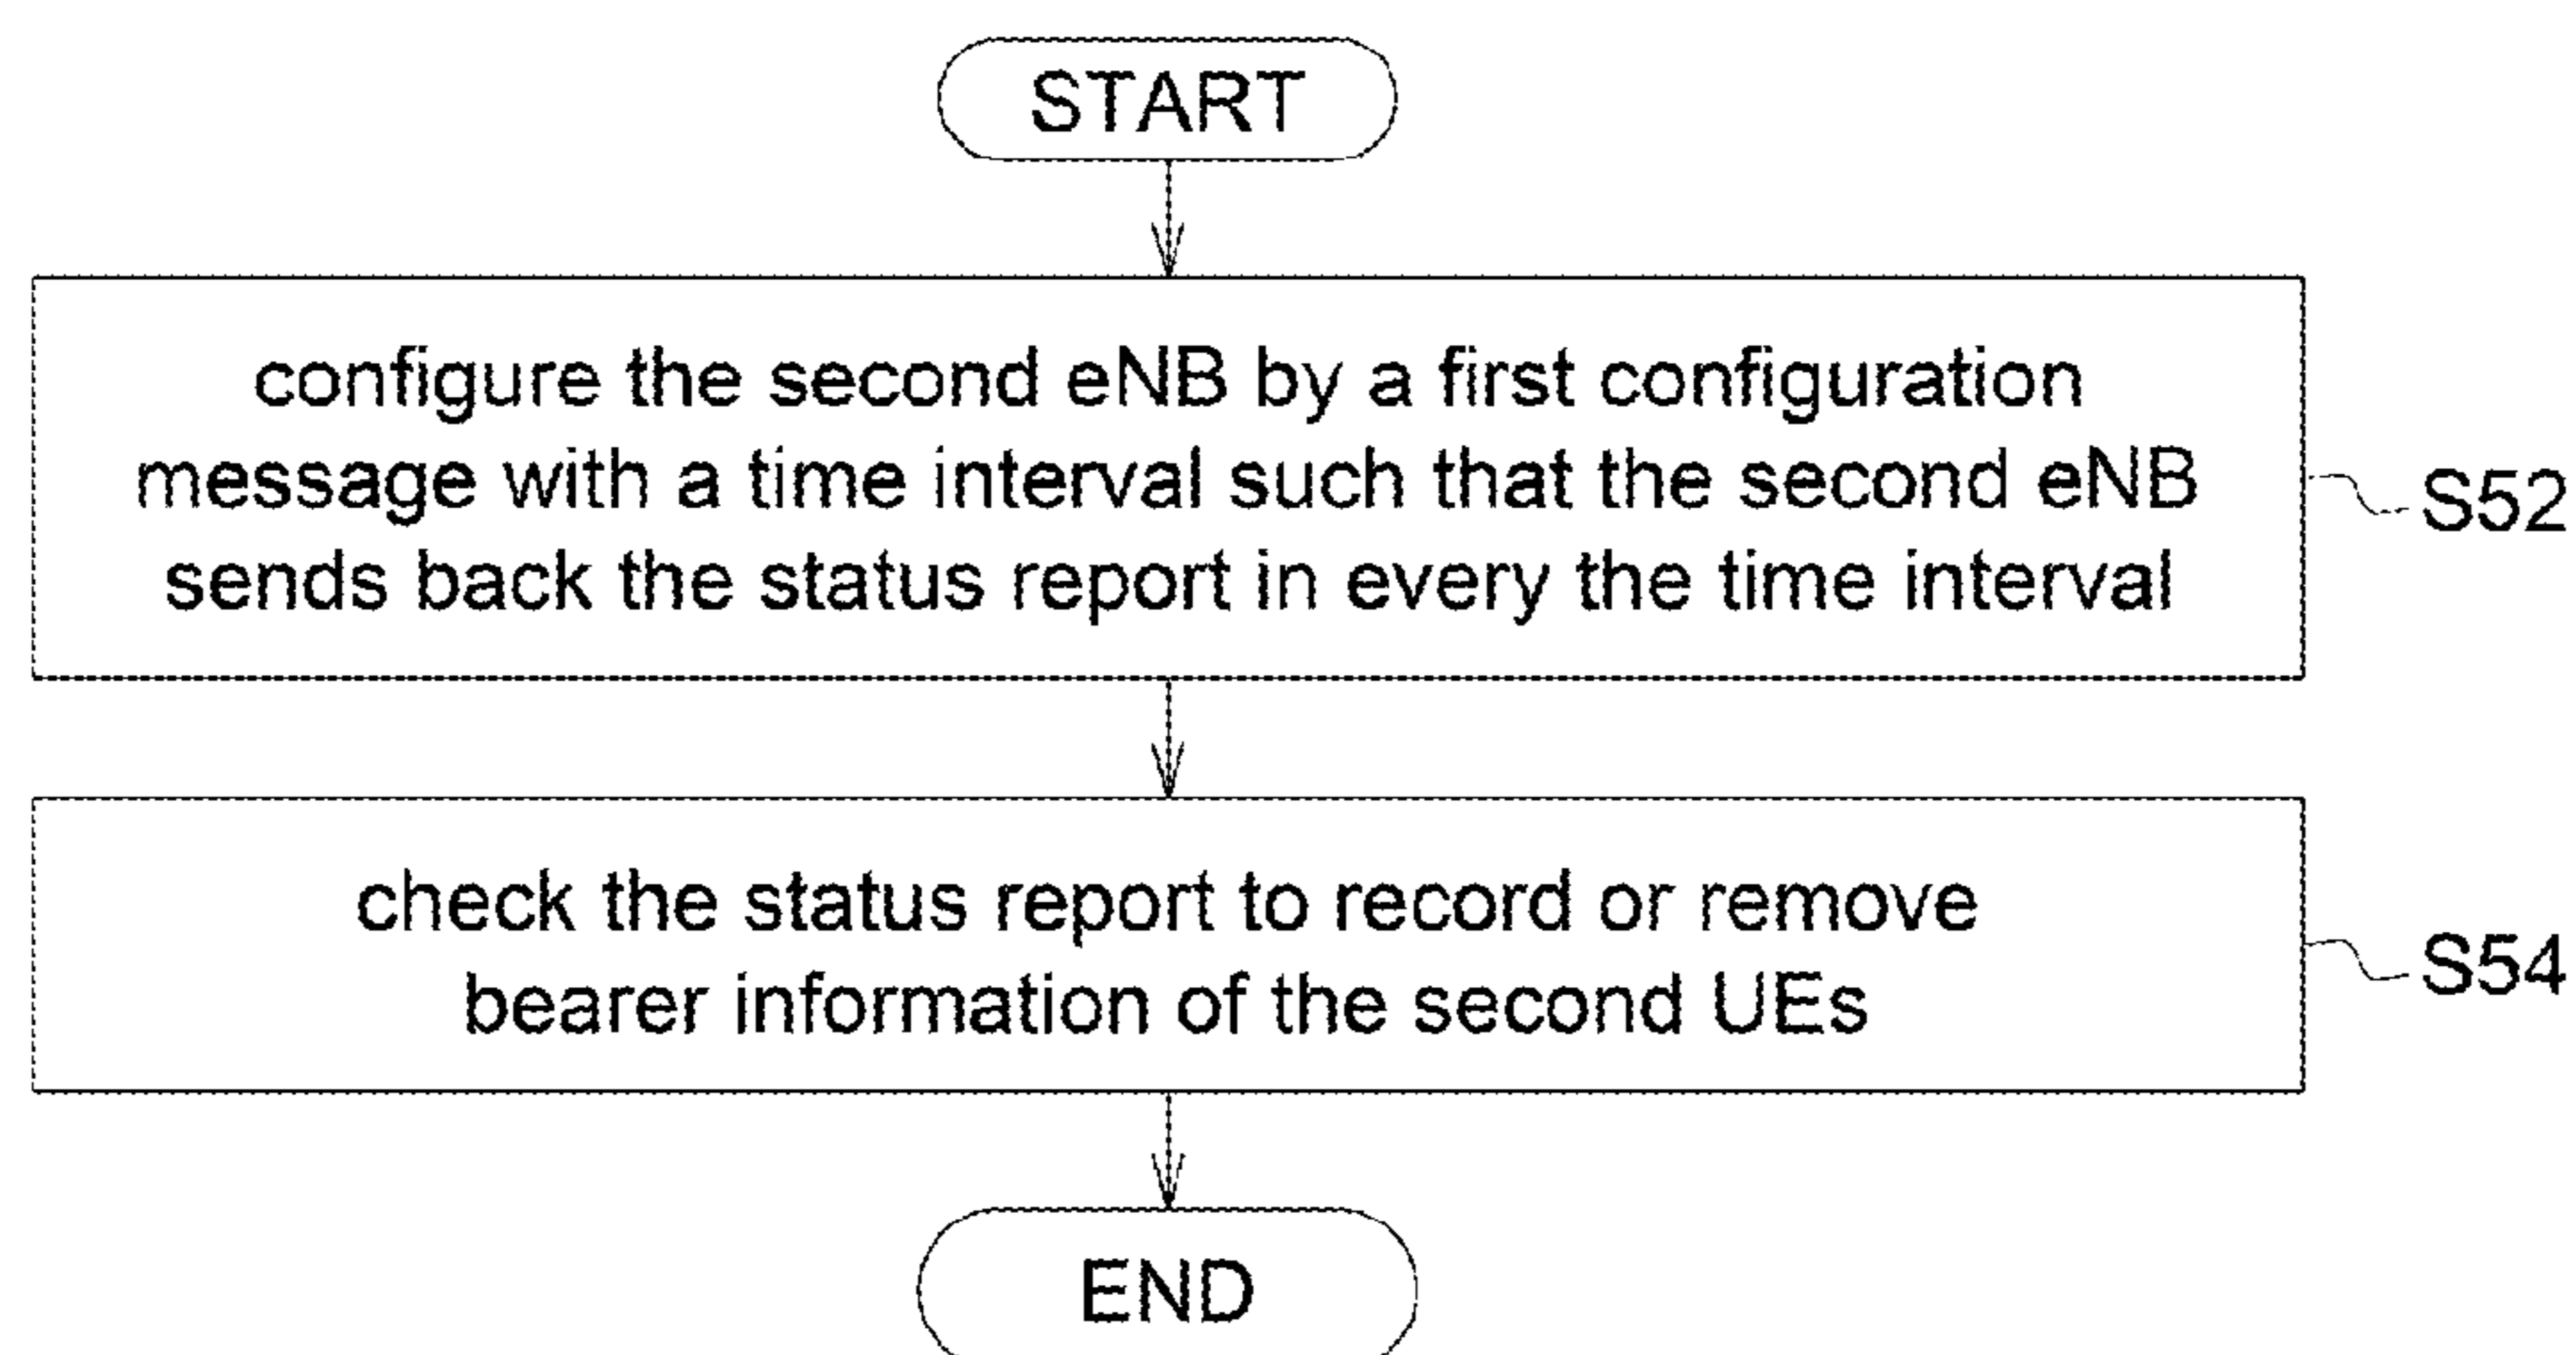 START
configure the second eNB by a first configuration
message with a time interval such that the second eNB
sends back the status report in every the time interval
S52
check the status report to record or remove
bearer information of the second UEs
S54
END